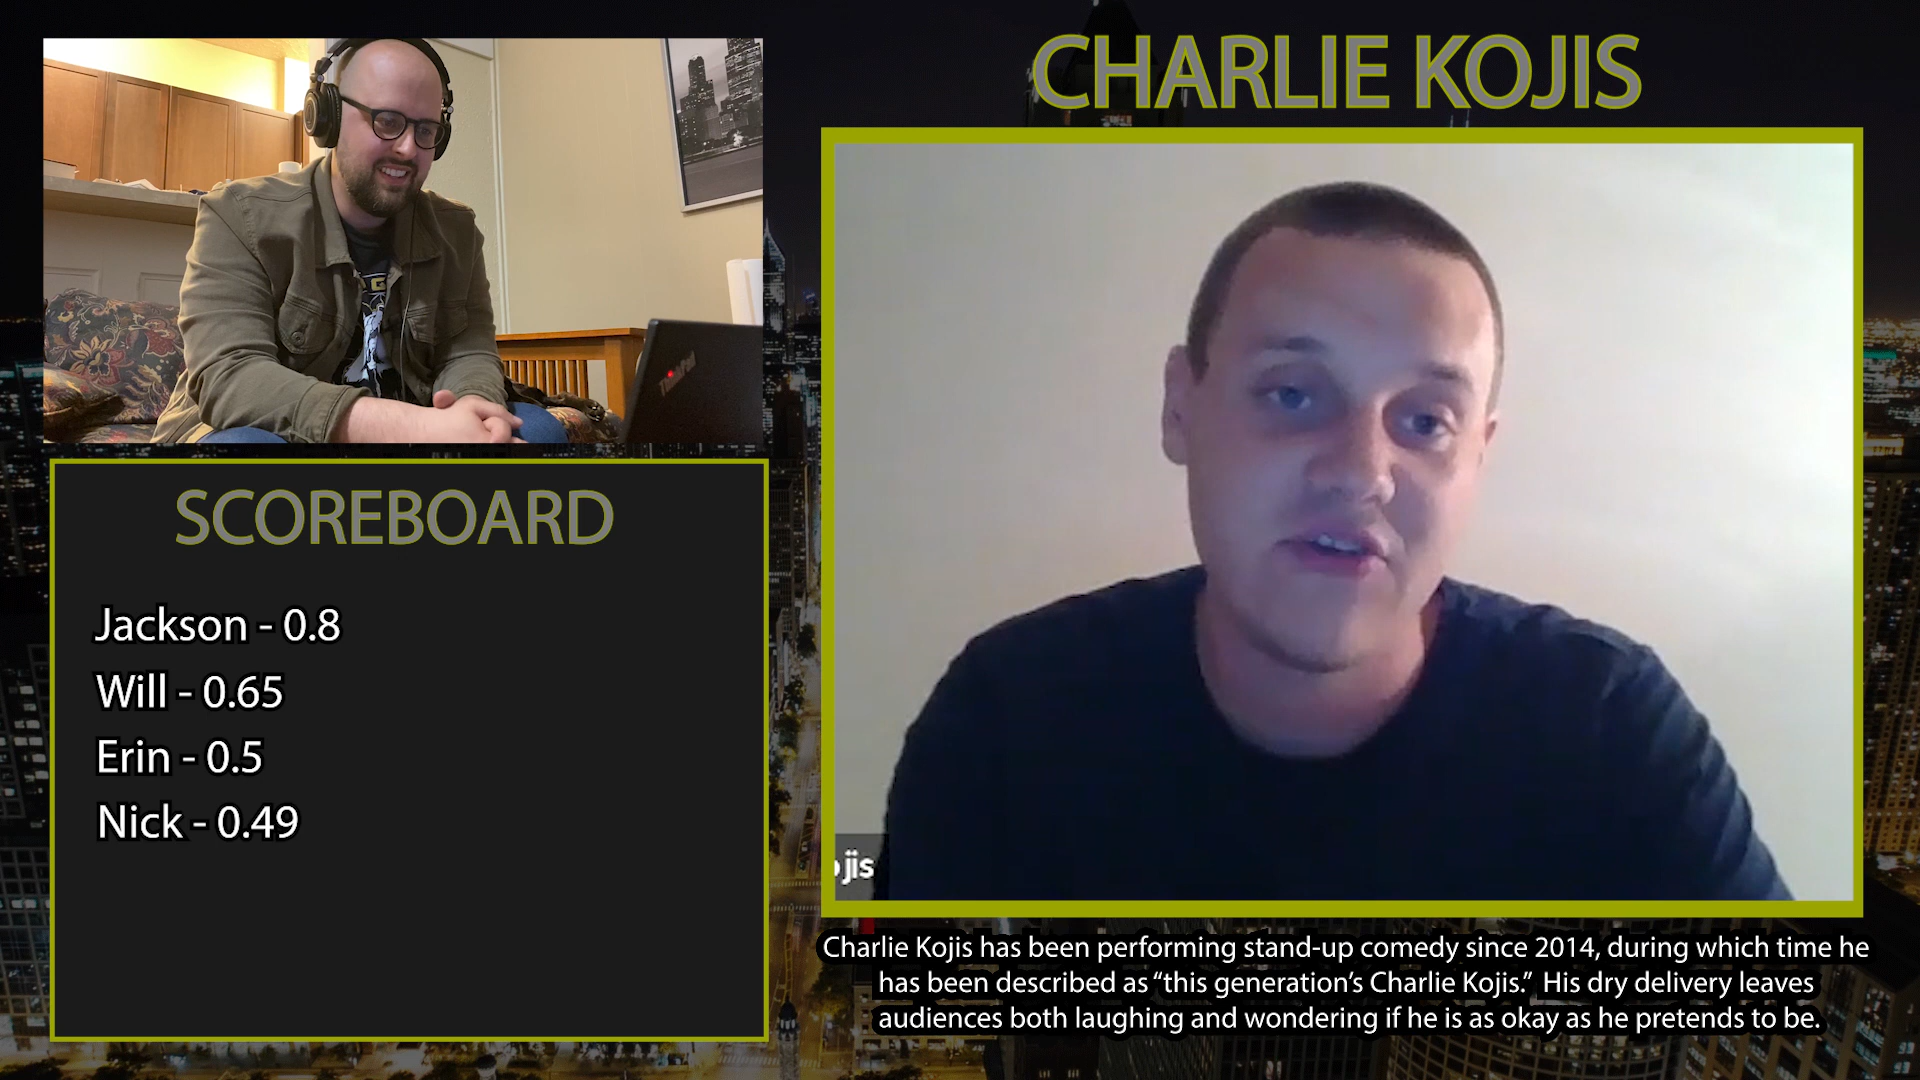 CHARLIE KOJIS
SCOREBOARD
Jackson - 0.8
Will - 0.65
Erin - 0.5
Nick - 0.49
ThinkPad
ojis
Charlie Kojis has been performing stand-up comedy since 2014, during which time he
has been described as “this generation’s Charlie Kojis.” His dry delivery leaves
audiences both laughing and wondering if he is as okay as he pretends to be.